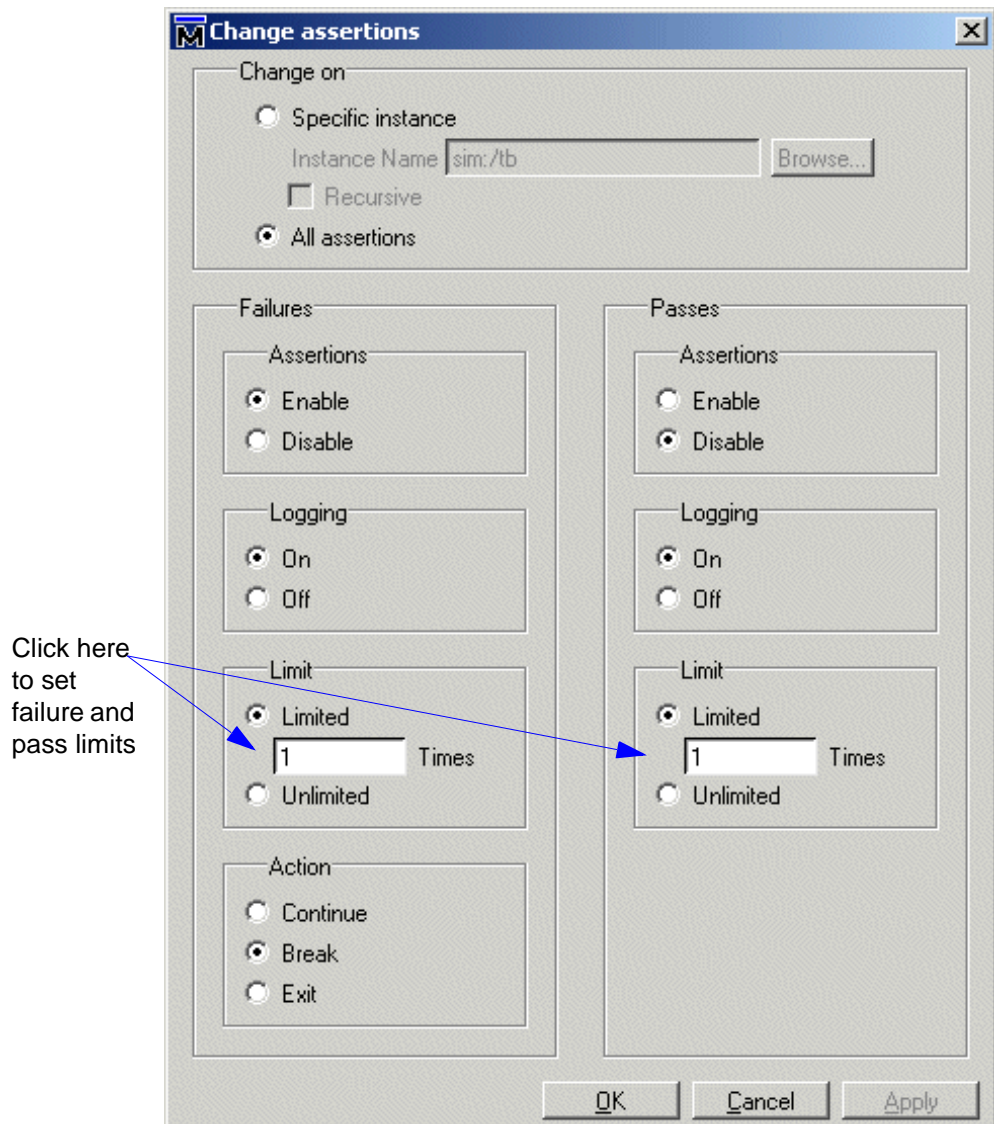 Change assertions
Change on
Specific instance
Instance Name sim:/tb Browse...
Recursive
All assertions
Failures
Assertions
Enable
Disable
Logging
On
Off
Limit
Limited
1 Times
Unlimited
Action
Continue
Break
Exit
Passes
Assertions
Enable
Disable
Logging
On
Off
Limit
Limited
1 Times
Unlimited
Click here
to set
failure and
pass limits
OK Cancel Apply